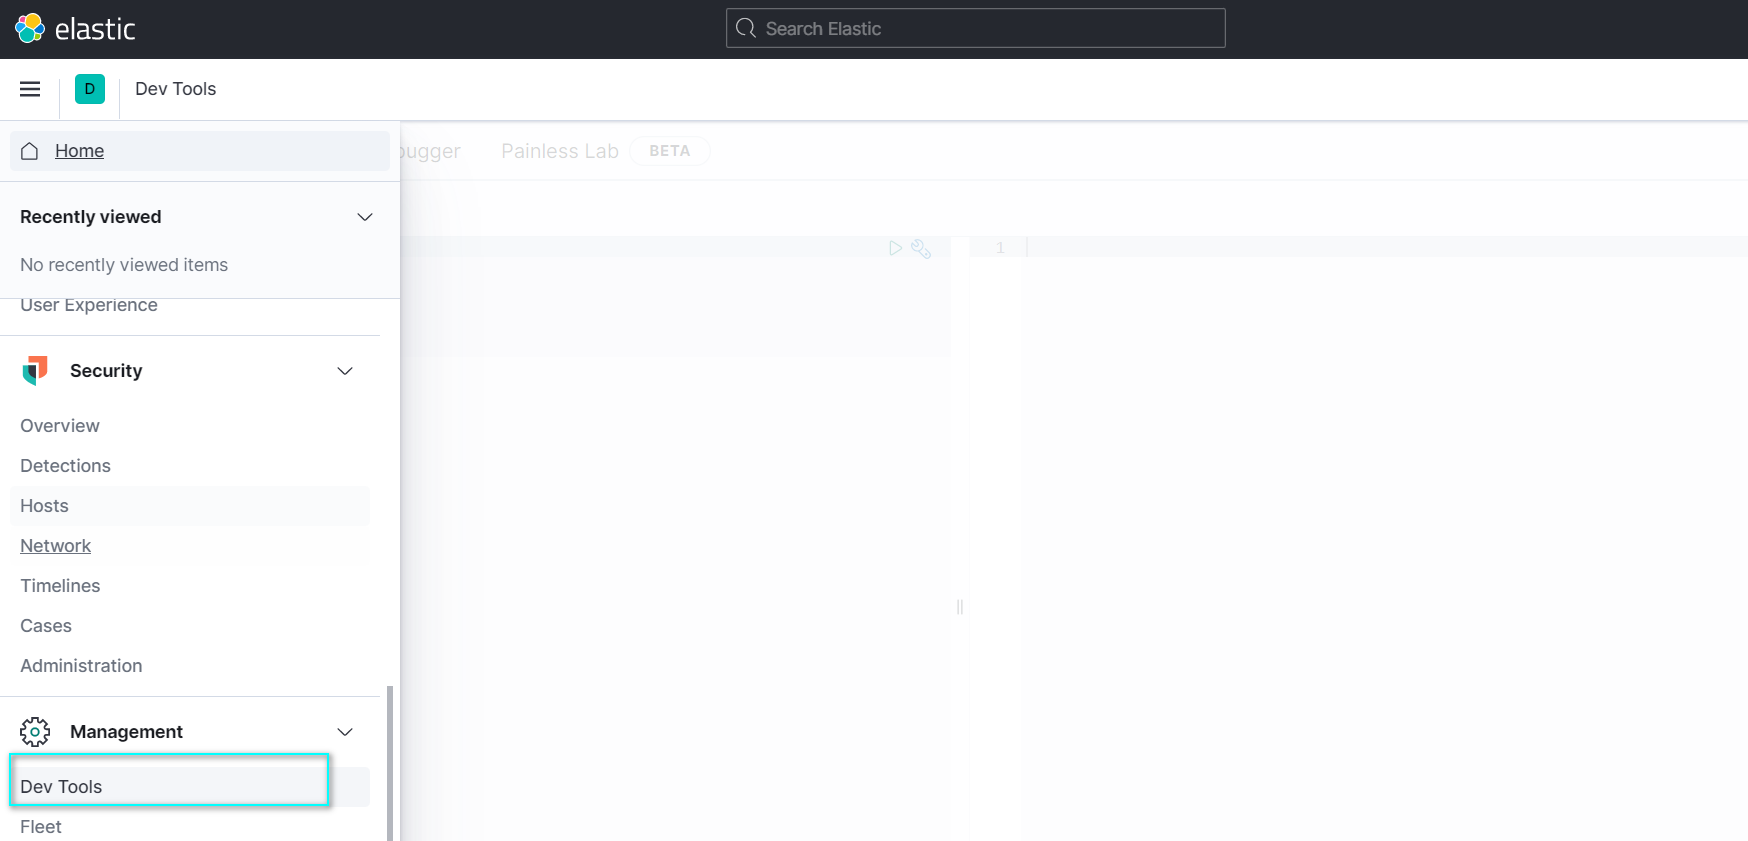 elastic
Search Elastic
D
Dev Tools
Home
bugger
Painless Lab
BETA
Recently viewed
No recently viewed items
1
User Experience
Security
Overview
Detections
Hosts
Network
Timelines
Cases
Administration
Management
Dev Tools
Fleet